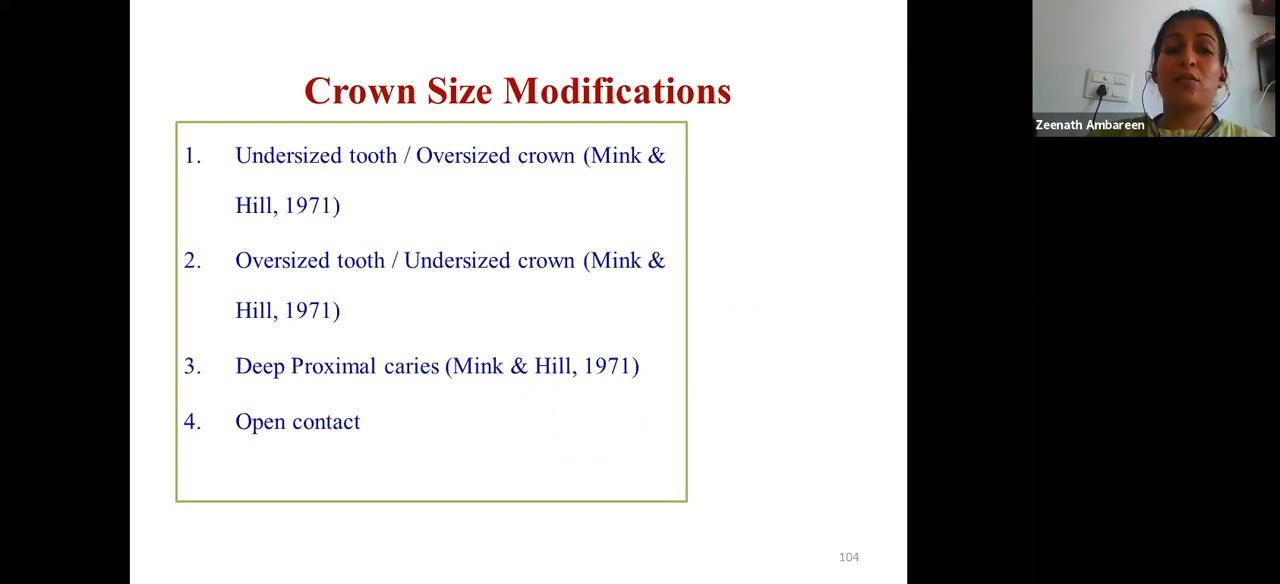 Crown Size Modifications
1. Undersized tooth / Oversized crown (Mink &
Hill, 1971)
2. Oversized tooth / Undersized crown (Mink &
Hill, 1971)
3. Deep Proximal caries (Mink & Hill, 1971)
4. Open contact
104
Zeenath Ambareen